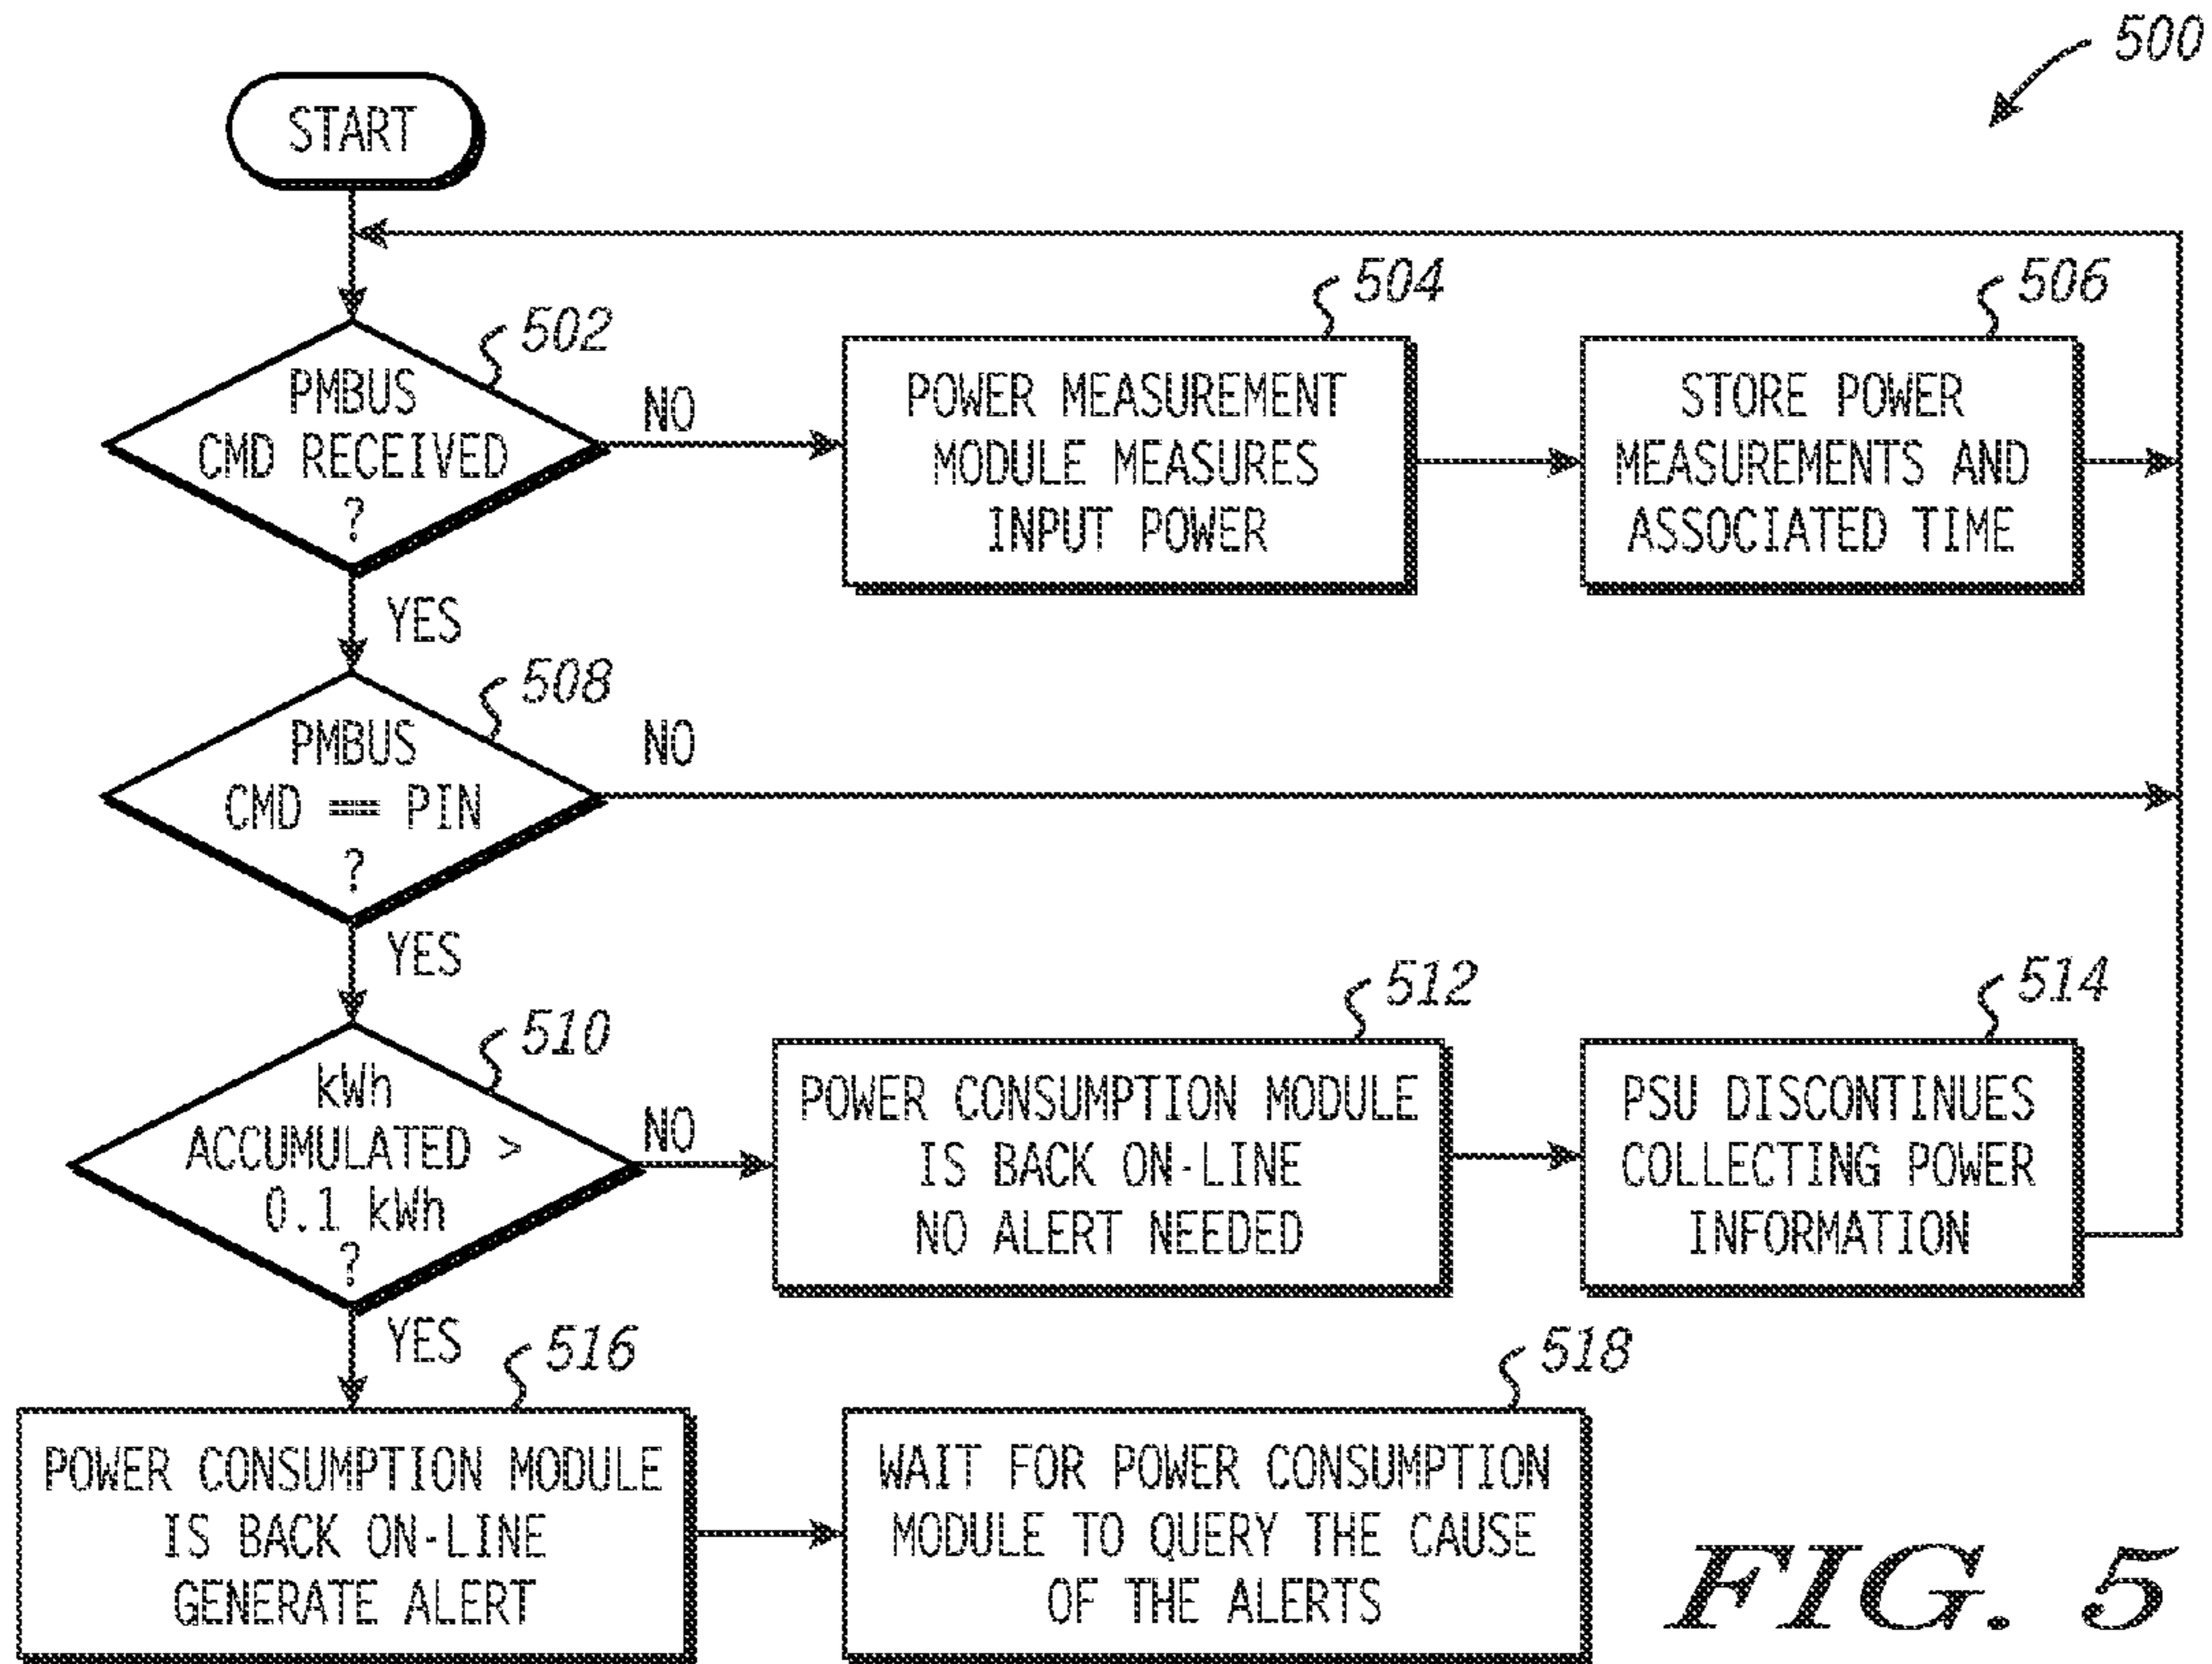 500
START
502
PMBUS
CMD RECEIVED
?
NO
504
POWER MEASUREMENT
MODULE MEASURES
INPUT POWER
506
STORE POWER
MEASUREMENTS AND
ASSOCIATED TIME
YES
508
PMBUS
CMD == PIN
?
NO
YES
510
kWh
ACCUMULATED >
0.1 kWh
?
NO
512
POWER CONSUMPTION MODULE
IS BACK ON-LINE
NO ALERT NEEDED
514
PSU DISCONTINUES
COLLECTING POWER
INFORMATION
YES
516
POWER CONSUMPTION MODULE
IS BACK ON-LINE
GENERATE ALERT
518
WAIT FOR POWER CONSUMPTION
MODULE TO QUERY THE CAUSE
OF THE ALERTS
FIG. 5